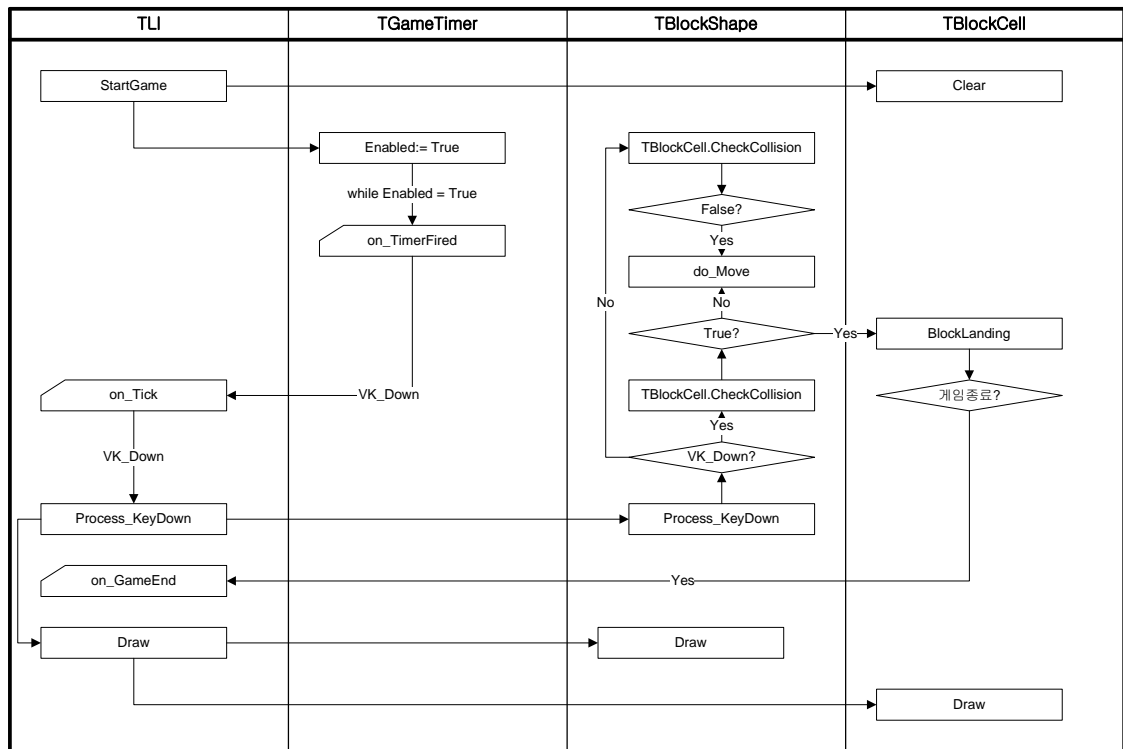 TLI
TGameTimer
TBlockShape
TBlockCell
StartGame
Clear
Enabled:= True
TBlockCell.CheckCollision
while Enabled = True
False?
on_TimerFired
Yes
do_Move
No
No
True?
Yes
BlockLanding
on_Tick
VK_Down
TBlockCell.CheckCollision
게임종료?
Yes
VK_Down
VK_Down?
Process_KeyDown
Process_KeyDown
on_GameEnd
Yes
Draw
Draw
Draw